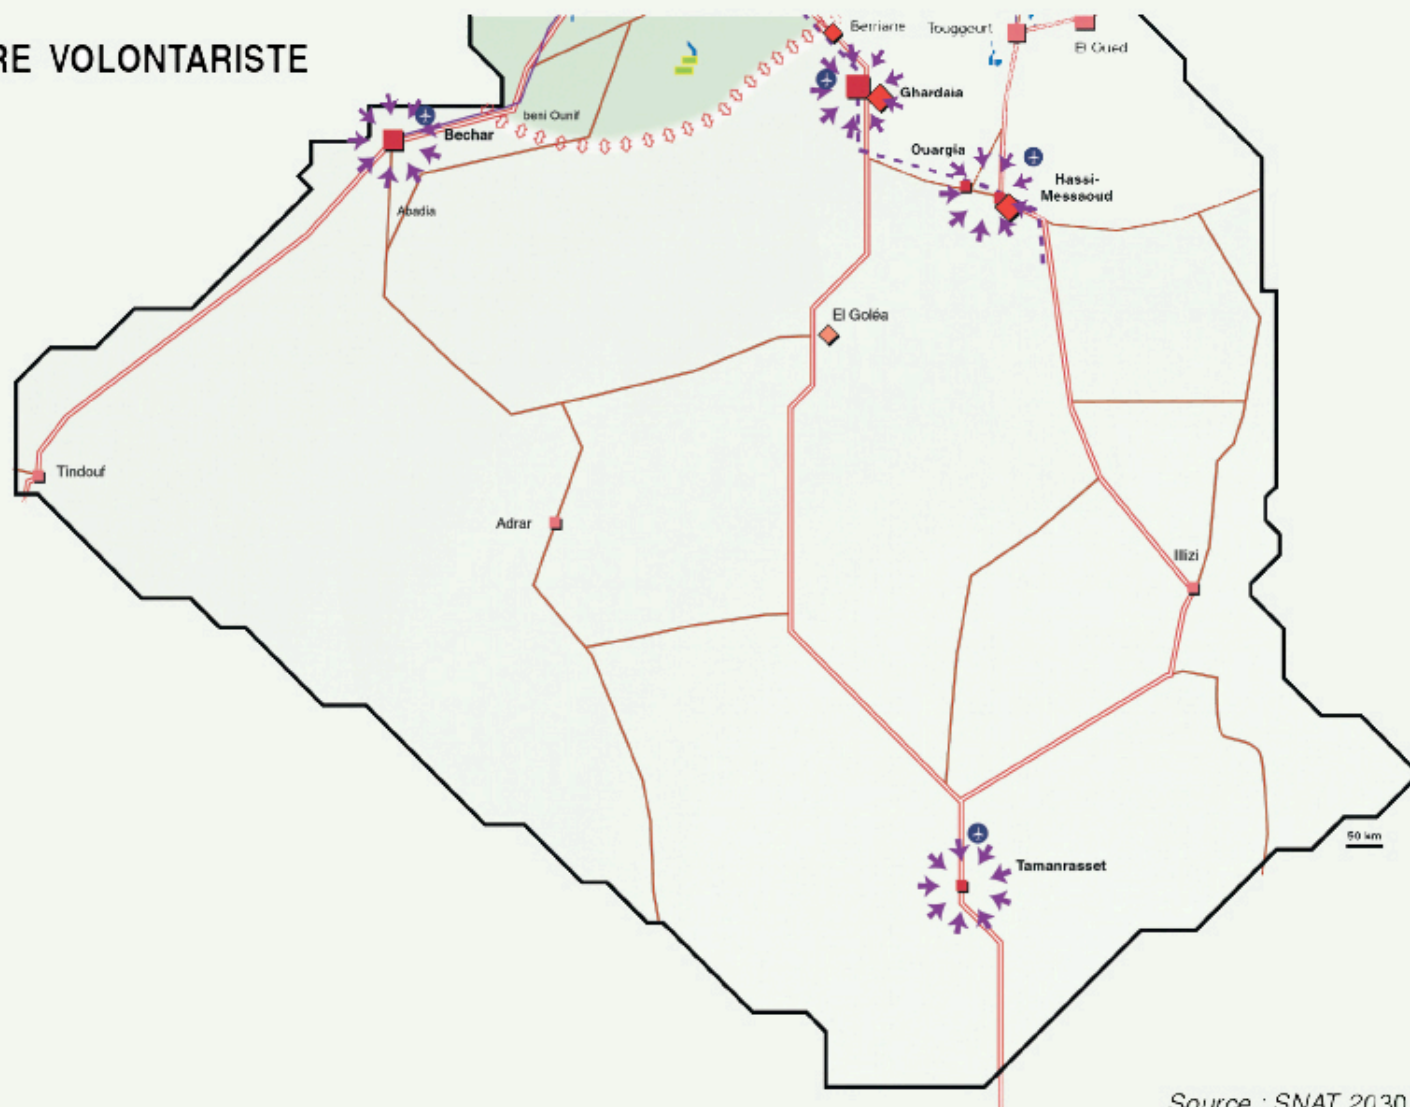 RE VOLONTARISTE
Berriane
Touggourt
El Oued
Ghardaia
beni Ounif
Bechar
Ouargla
Hassi-
Messaoud
Abadla
El Goléa
Tindouf
Adrar
Illizi
50 km
Tamanrasset
Source : SNAT 2030